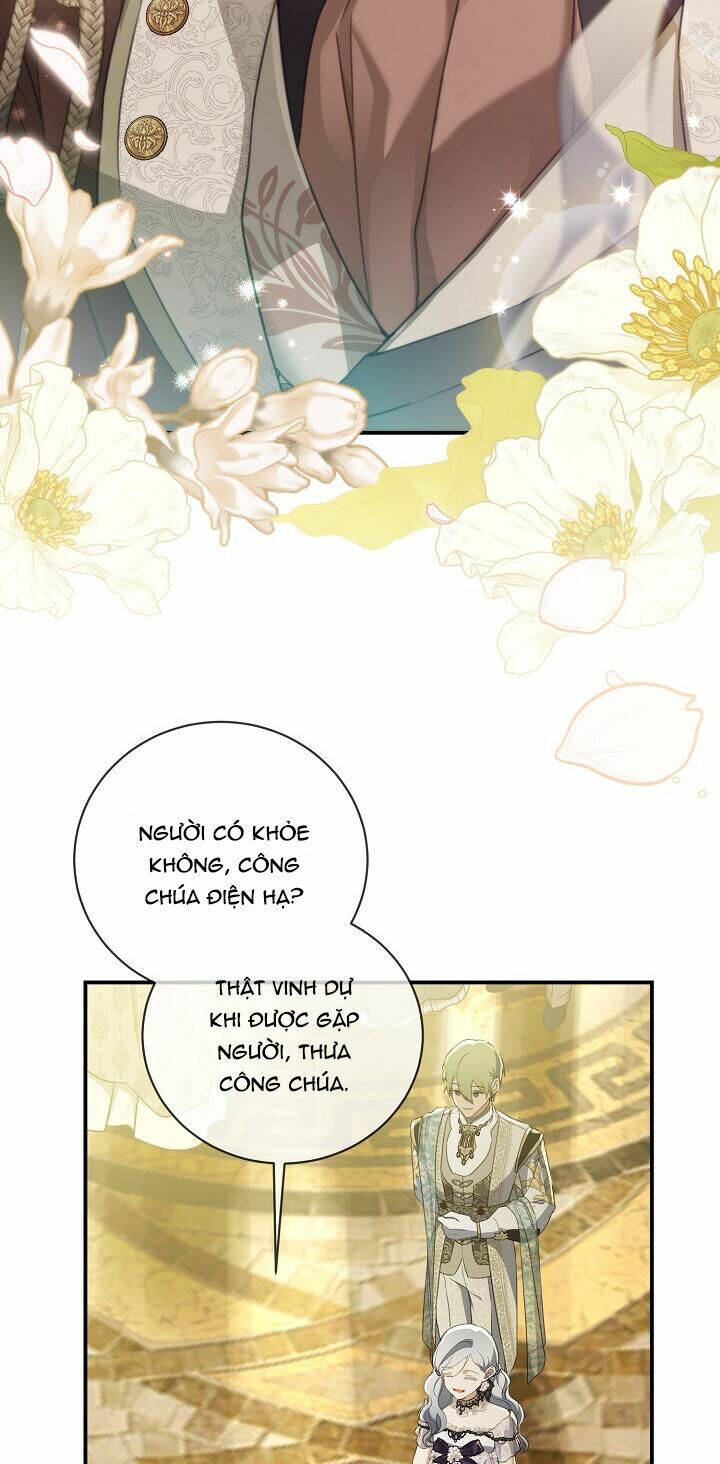 NGƯỜI CÓ KHỎE
KHÔNG, CÔNG
CHÚA ĐIỆN HẠ?
THẬT VINH DỰ
KHI ĐƯỢC GẶP
NGƯỜI, THƯA
CÔNG CHÚA.